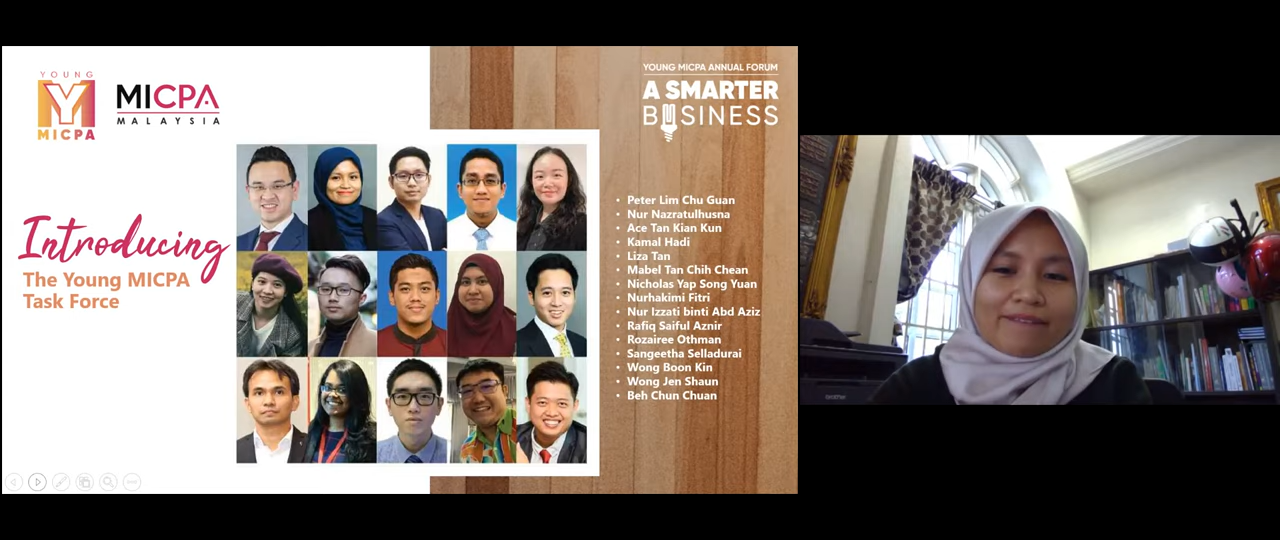 YOUNG
MICPA
MICPA
MALAYSIA
YOUNG MICPA ANNUAL FORUM
A SMARTER
BUSINESS
Introducing
The Young MICPA
Task Force
• Peter Lim Chu Guan
• Nur Nazratulhusna
• Ace Tan Kian Kun
• Kamal Hadi
• Liza Tan
• Mabel Tan Chih Chean
• Nicholas Yap Song Yuan
• Nurhakimi Fitri
• Nur Izzati binti Abd Aziz
• Rafiq Saiful Aznir
• Rozairee Othman
• Sangeetha Selladurai
• Wong Boon Kin
• Wong Jen Shaun
• Beh Chun Chuan
brother